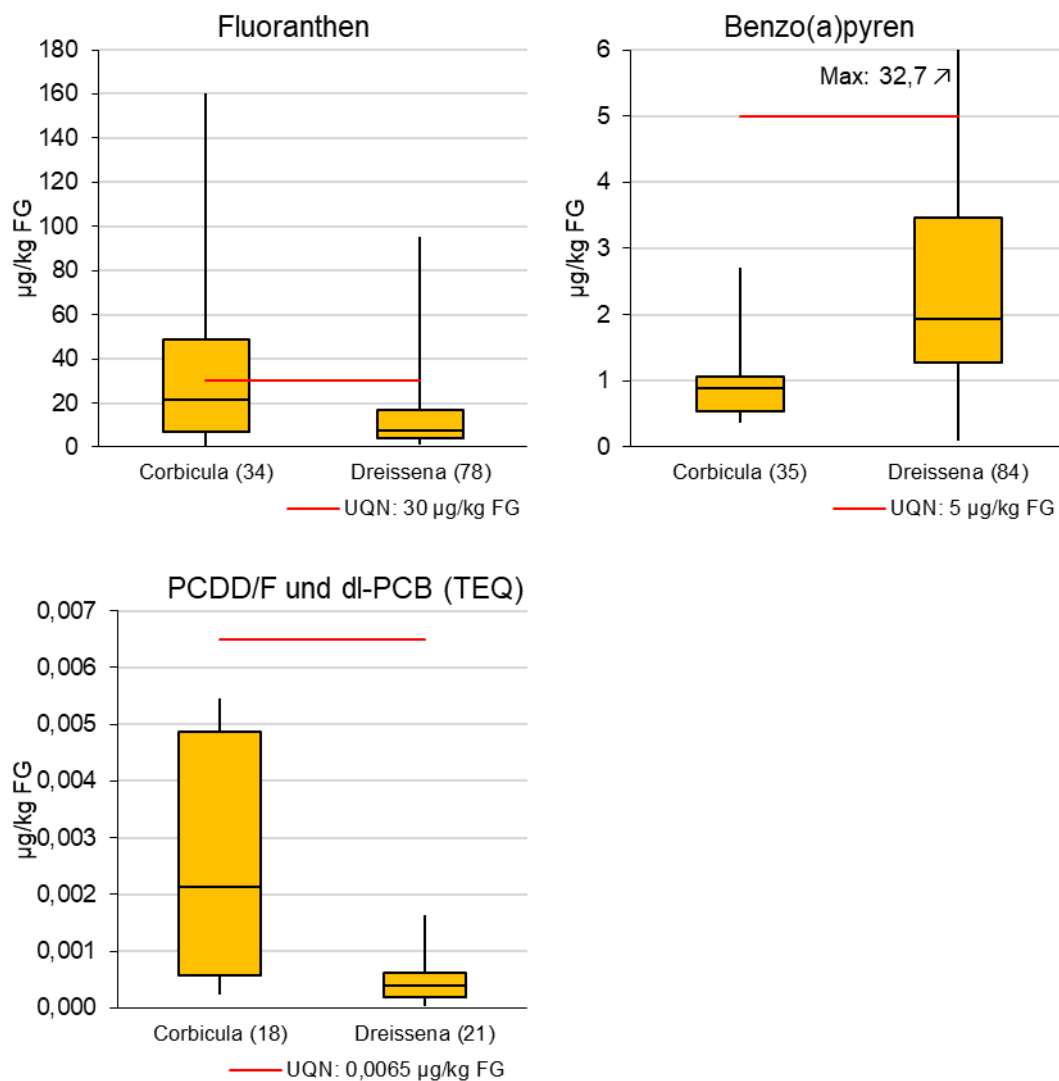 Fluoranthen
180
160
140
120
100
80
60
40
20
0
µg/kg FG
Corbicula (34) Dreissena (78)
UQN: 30 µg/kg FG
Benzo(a)pyren
6
5
4
3
2
1
0
µg/kg FG
Max: 32,7↗
Corbicula (35) Dreissena (84)
UQN: 5 µg/kg FG
PCDD/F und dl-PCB (TEQ)
0,007
0,006
0,005
0,004
0,003
0,002
0,001
0,000
µg/kg FG
Corbicula (18) Dreissena (21)
UQN: 0,0065 µg/kg FG